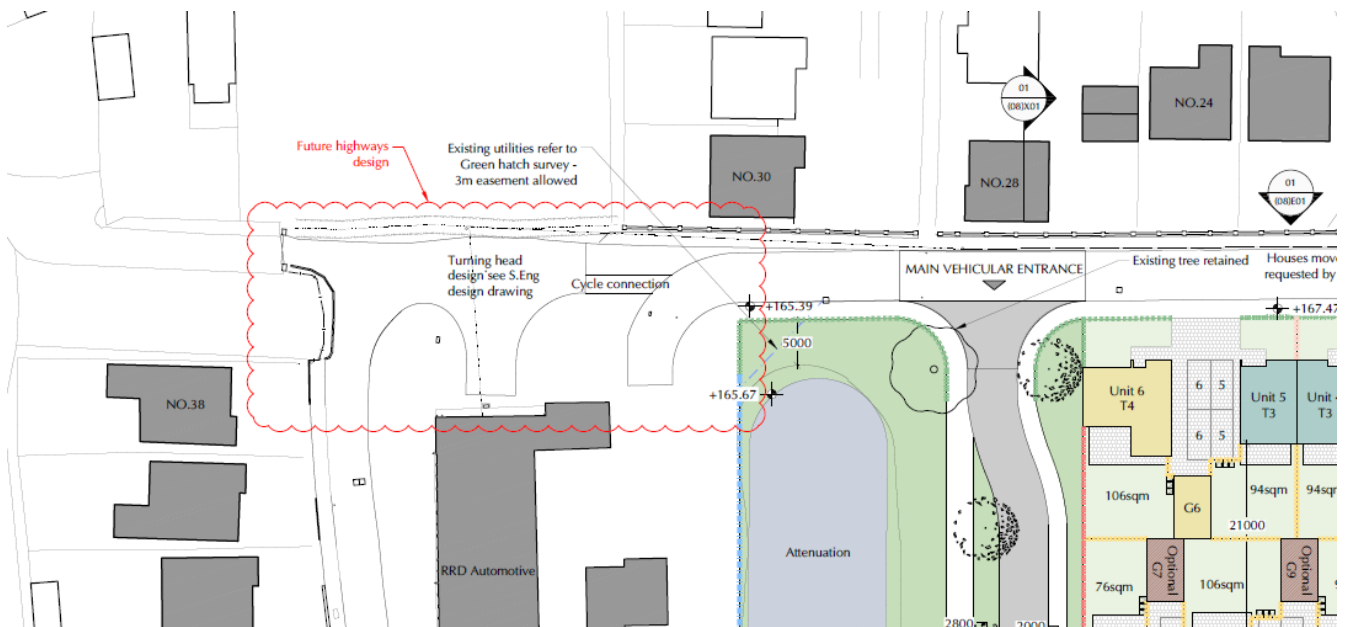 Future highways
design
Existing utilities refer to
Green hatch survey -
3m easement allowed
NO.30
01
(08)X01
NO.28
NO.24
01
(08)E01
Turning head
design see S.Eng
design drawing
Cycle connection
MAIN VEHICULAR ENTRANCE
Existing tree retained
Houses mov
requested by
+165.39
+167.47
5000
+165.67
NO.38
Unit 6
T4
6
5
6
5
Unit 5
T3
Unit
T3
106sqm
G6
94sqm
94sqr
21000
RRD Automotive
Attenuation
76sqm
Optional
G7
106sqm
Optional
G9
2800
2000